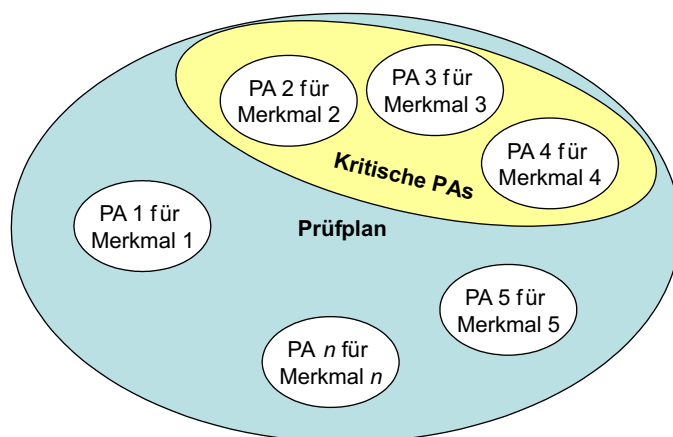 PA 2 für
Merkmal 2
PA 3 für
Merkmal 3
PA 4 für
Merkmal 4
Kritische PAs
PA 1 für
Merkmal 1
Prüfplan
PA 5 für
Merkmal 5
PA n für
Merkmal n